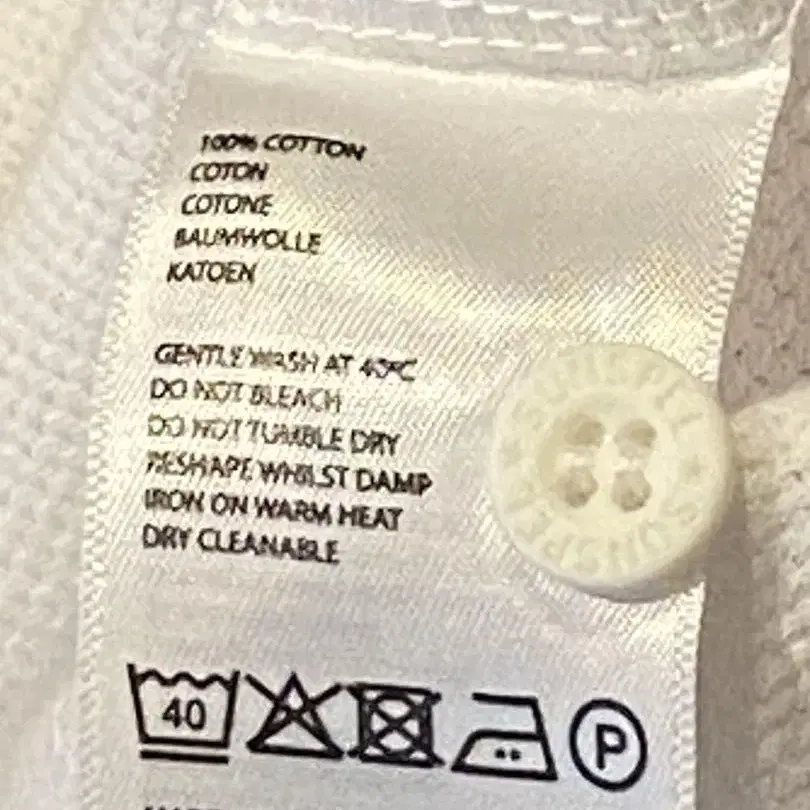 100% COTTON
COTON
COTONE
BAUMWOLLE
KATOEN
GENTLE WASH AT 40°C
DO NOT BLEACH
DO NOT TUMBLE DRY
RESHAPE WHILST DAMP
IRON ON WARM HEAT
DRY CLEANABLE
40
P